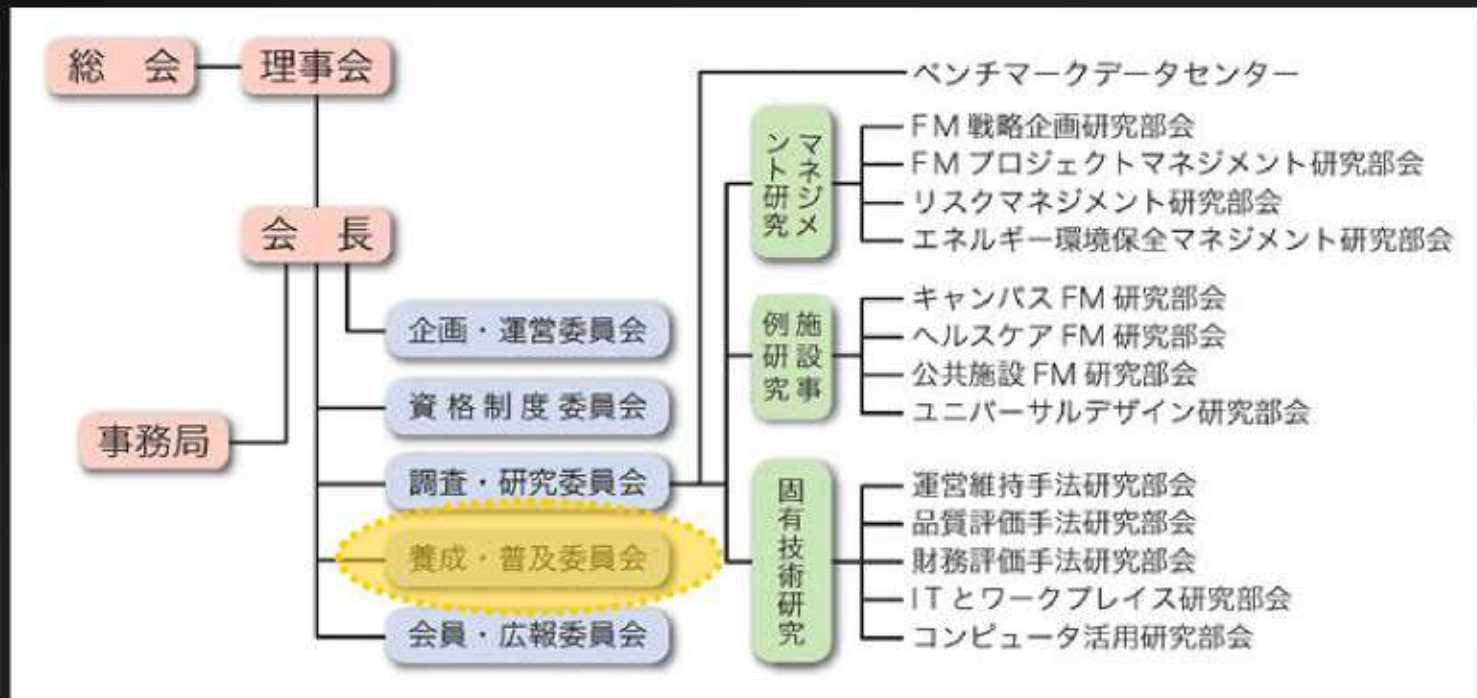 総　会
理事会
会　長
事務局
企画・運営委員会
資格制度委員会
調査・研究委員会
養成・普及委員会
会員・広報委員会
ベンチマークデータセンター
マネジメ
ント研究
FM 戦略企画研究部会
FM プロジェクトマネジメント研究部会
リスクマネジメント研究部会
エネルギー環境保全マネジメント研究部会
施設事
例研究
キャンパス FM 研究部会
ヘルスケア FM 研究部会
公共施設 FM 研究部会
ユニバーサルデザイン研究部会
固有技術研究
運営維持手法研究部会
品質評価手法研究部会
財務評価手法研究部会
IT とワークプレイス研究部会
コンピュータ活用研究部会